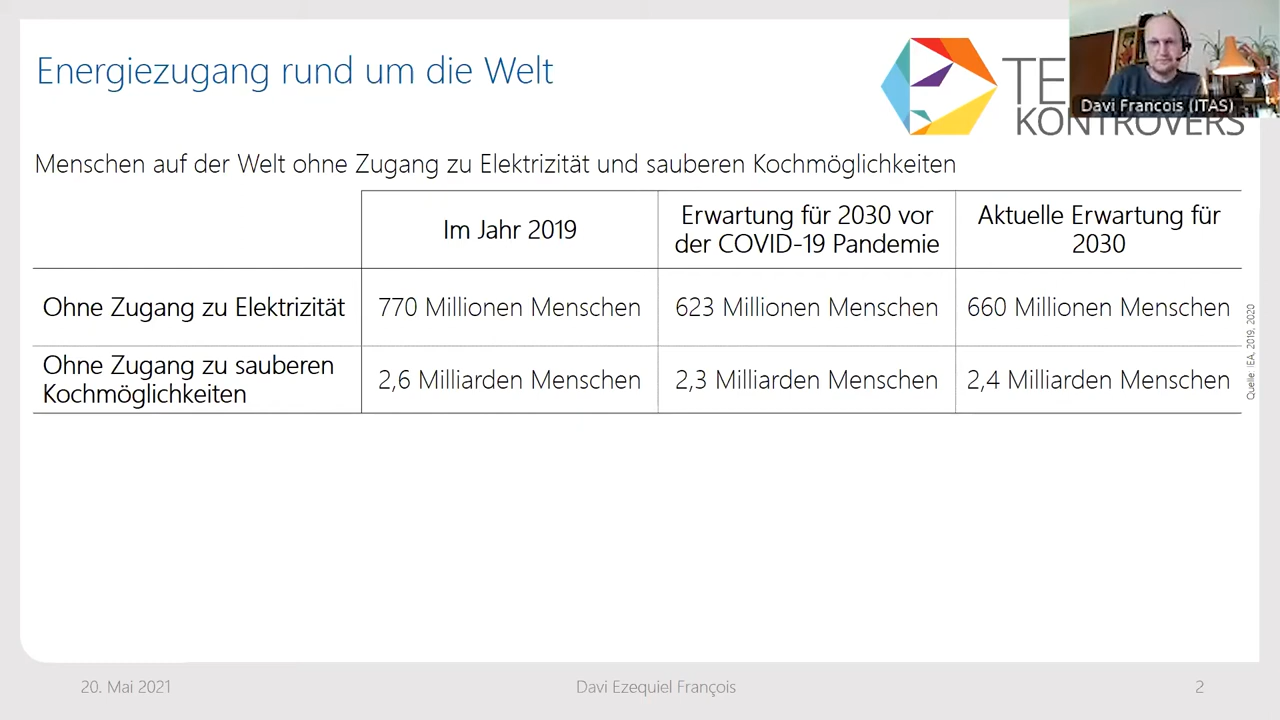 Energiezugang rund um die Welt
TE
KONTROVERS
Davi Francois (ITAS)
Menschen auf der Welt ohne Zugang zu Elektrizität und sauberen Kochmöglichkeiten
Im Jahr 2019
Erwartung für 2030 vor
der COVID-19 Pandemie
Aktuelle Erwartung für
2030
Ohne Zugang zu Elektrizität
770 Millionen Menschen
623 Millionen Menschen
660 Millionen Menschen
Ohne Zugang zu sauberen
Kochmöglichkeiten
2,6 Milliarden Menschen
2,3 Milliarden Menschen
2,4 Milliarden Menschen
Quelle: IEA, 2019, 2020
20. Mai 2021
Davi Ezequiel François
2